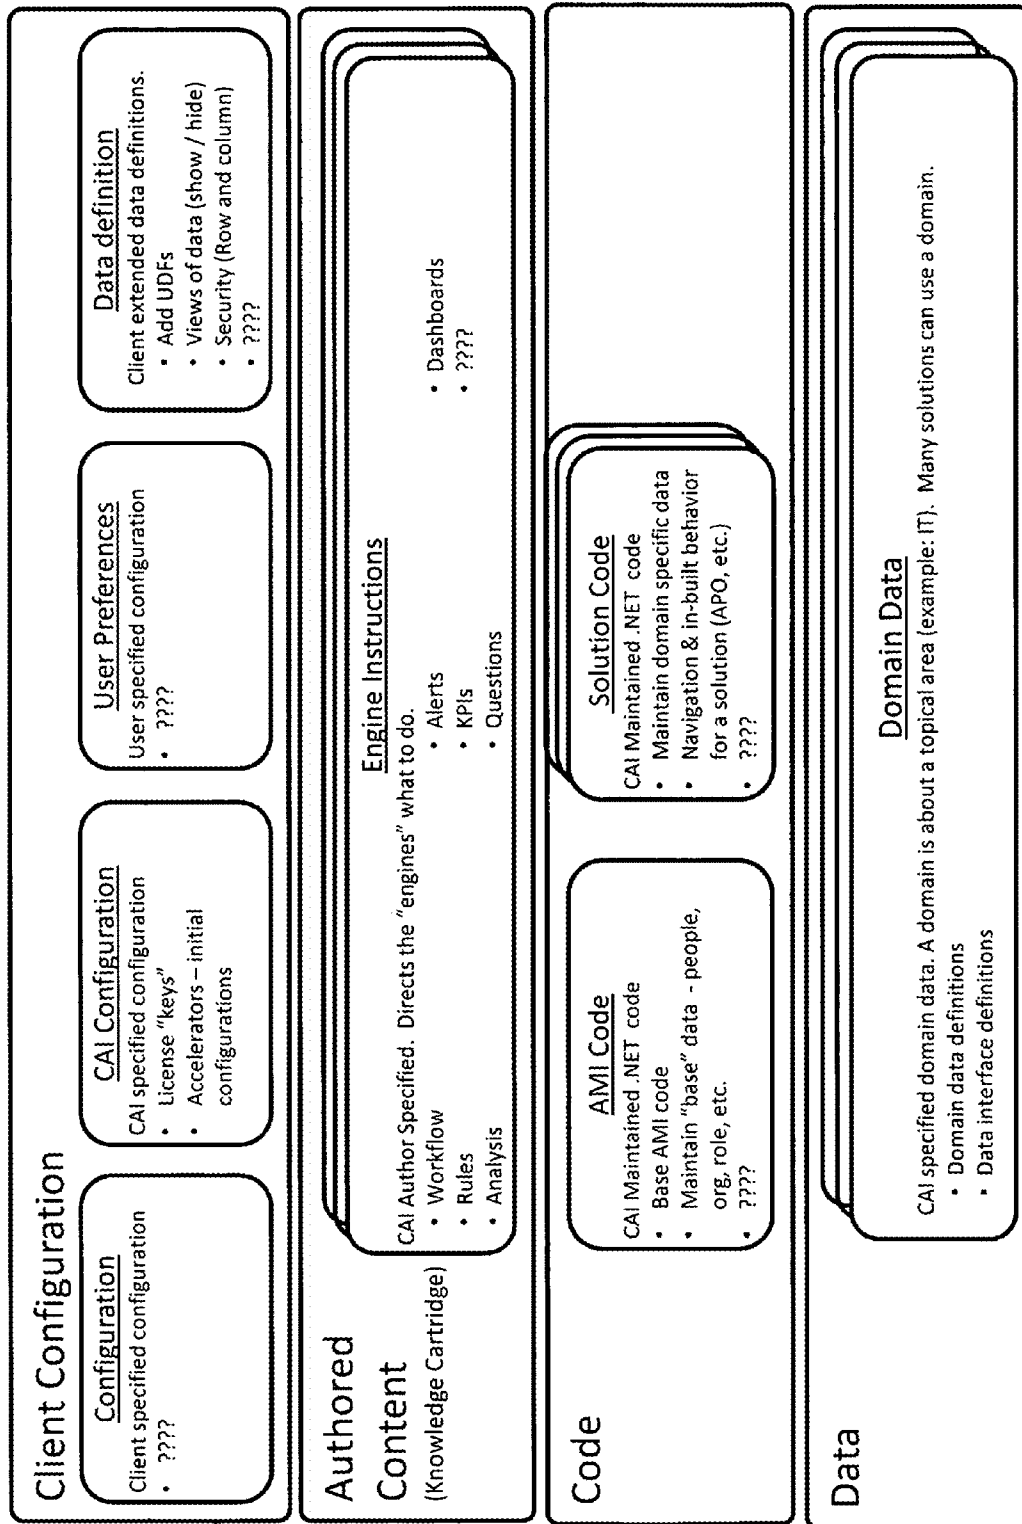 Client Configuration
Configuration
Client specified configuration
• ????
CAI Configuration
CAI specified configuration
• License "keys"
• Accelerators – initial
configurations
User Preferences
User specified configuration
• ????
Data definition
Client extended data definitions.
• Add UDFs
• Views of data (show / hide)
• Security (Row and column)
• ????
Authored
Content
(Knowledge Cartridge)
Engine Instructions
CAI Author Specified. Directs the "engines" what to do.
• Workflow
• Rules
• Analysis
• Alerts
• KPIs
• Questions
• Dashboards
• ????
Code
AMI Code
CAI Maintained .NET code
• Base AMI code
• Maintain "base" data - people,
org, role, etc.
• ????
Solution Code
CAI Maintained .NET code
• Maintain domain specific data
• Navigation & in-built behavior
for a solution (APO, etc.)
• ????
Data
Domain Data
CAI specified domain data. A domain is about a topical area (example: IT). Many solutions can use a domain.
• Domain data definitions
• Data interface definitions